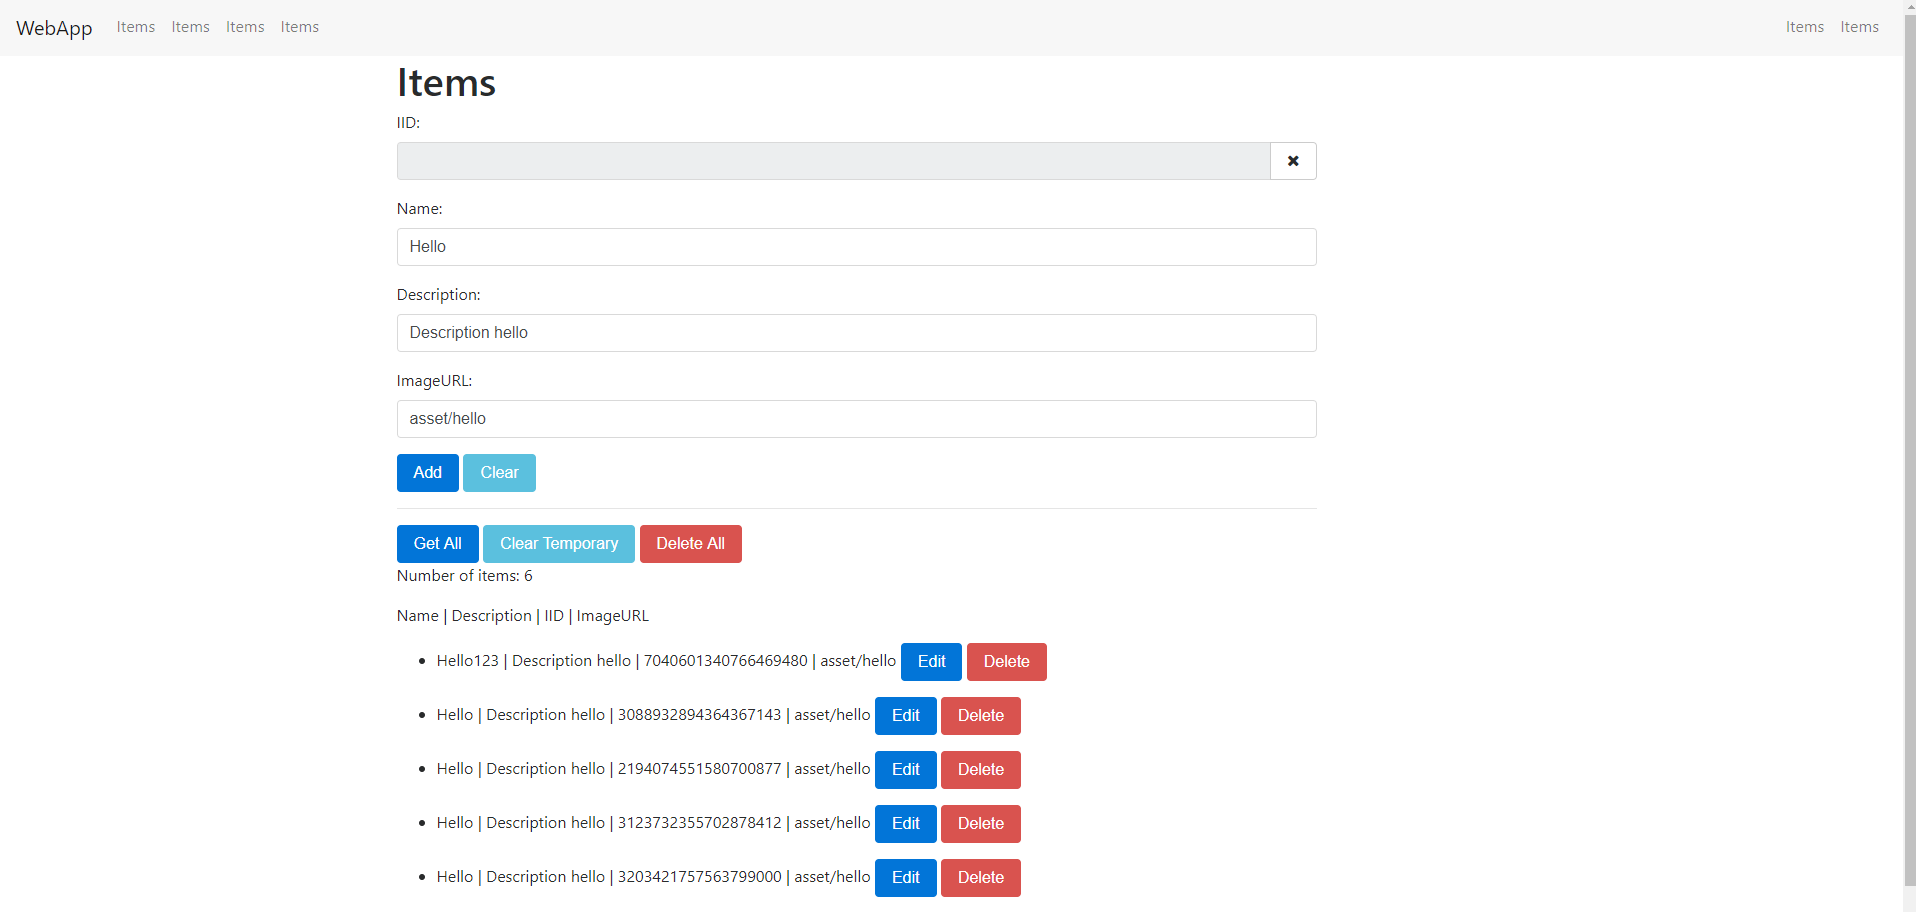 WebApp Items Items Items Items Items Items
Items
IID:
Name:
Hello
Description:
Description hello
ImageURL:
asset/hello
Add Clear
Get All Clear Temporary Delete All
Number of items: 6
Name | Description | IID | ImageURL
Hello123 | Description hello | 7040601340766469480 | asset/hello Edit Delete
Hello | Description hello | 3088932894364367143 | asset/hello Edit Delete
Hello | Description hello | 2194074551580700877 | asset/hello Edit Delete
Hello | Description hello | 3123732355702878412 | asset/hello Edit Delete
Hello | Description hello | 3203421757563799000 | asset/hello Edit Delete